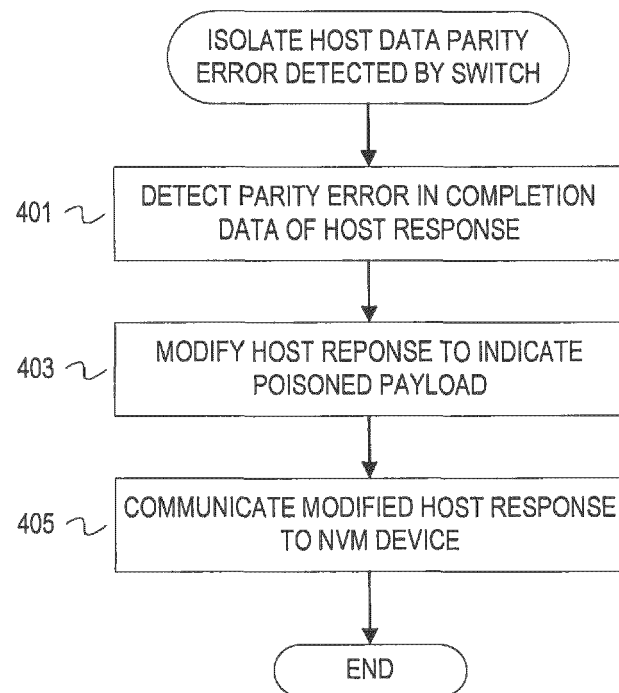 ISOLATE HOST DATA PARITY
ERROR DETECTED BY SWITCH
401
DETECT PARITY ERROR IN COMPLETION
DATA OF HOST RESPONSE
403
MODIFY HOST REPONSE TO INDICATE
POISONED PAYLOAD
405
COMMUNICATE MODIFIED HOST RESPONSE
TO NVM DEVICE
END